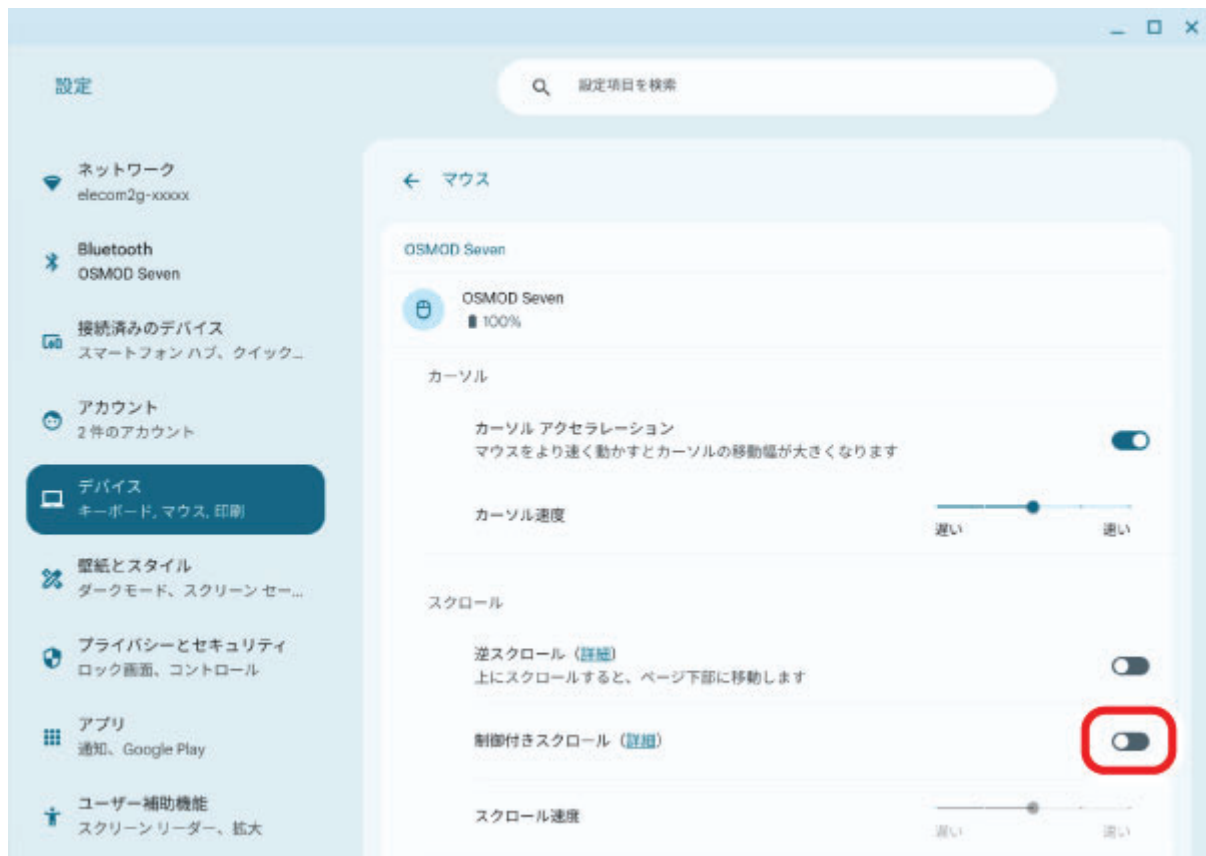 設定
設定項目を検索
ネットワーク
elecom2g-xxxxx
Bluetooth
OSMOD Seven
接続済みのデバイス
スマートフォン ハブ、クイック...
アカウント
2 件のアカウント
デバイス
キーボード, マウス, 印刷
壁紙とスタイル
ダークモード、スクリーン セー...
プライバシーとセキュリティ
ロック画面、コントロール
アプリ
通知、Google Play
ユーザー補助機能
スクリーン リーダー、拡大
マウス
OSMOD Seven
OSMOD Seven
100%
カーソル
カーソル アクセラレーション
マウスをより速く動かすとカーソルの移動幅が大きくなります
カーソル速度
遅い 速い
スクロール
逆スクロール（詳細）
上にスクロールすると、ページ下部に移動します
制御付きスクロール（詳細）
スクロール速度
遅い 速い